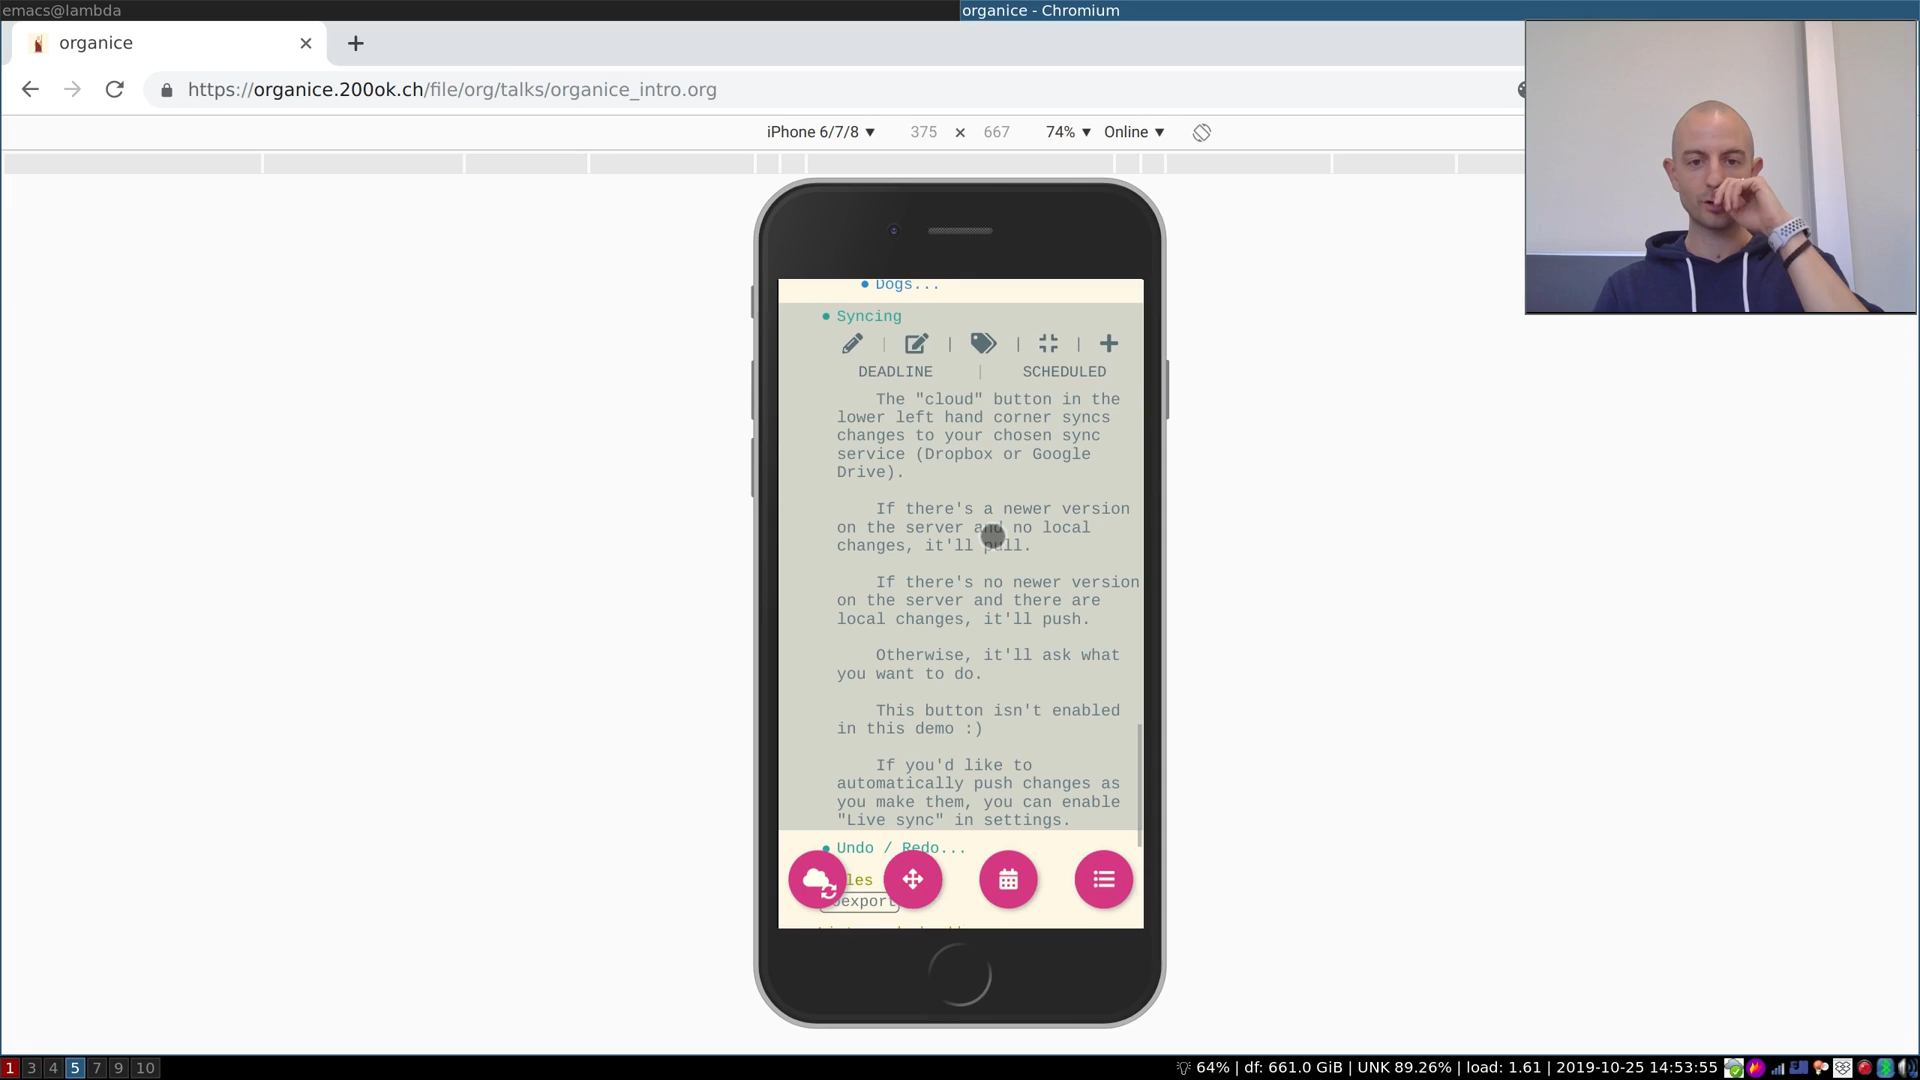 emacs@lambda
organice - Chromium
organice
https://organice.200ok.ch/file/org/talks/organice_intro.org
iPhone 6/7/8 ▼ 375 × 667 74% ▼ Online ▼
Dogs...
Syncing
DEADLINE | SCHEDULED
The "cloud" button in the
lower left hand corner syncs
changes to your chosen sync
service (Dropbox or Google
Drive).
If there's a newer version
on the server and no local
changes, it'll pull.
If there's no newer version
on the server and there are
local changes, it'll push.
Otherwise, it'll ask what
you want to do.
This button isn't enabled
in this demo :)
If you'd like to
automatically push changes as
you make them, you can enable
"Live sync" in settings.
Undo / Redo...
1 3 4 5 7 9 10
64% | df: 661.0 GiB | UNK 89.26% | load: 1.61 | 2019-10-25 14:53:55